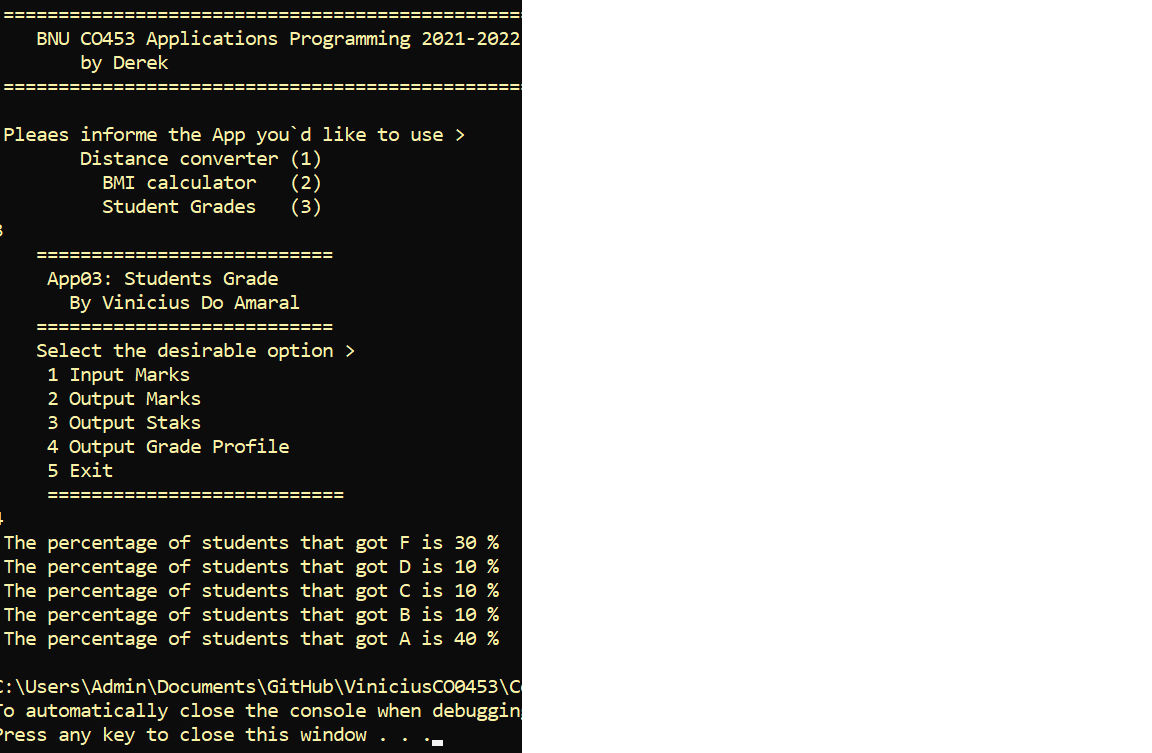 ================================================
BNU CO453 Applications Programming 2021-2022
by Derek
================================================
Pleaes informe the App you`d like to use >
Distance converter (1)
BMI calculator (2)
Student Grades (3)
3
===========================
App03: Students Grade
By Vinicius Do Amaral
===========================
Select the desirable option >
1 Input Marks
2 Output Marks
3 Output Staks
4 Output Grade Profile
5 Exit
===========================
4
The percentage of students that got F is 30 %
The percentage of students that got D is 10 %
The percentage of students that got C is 10 %
The percentage of students that got B is 10 %
The percentage of students that got A is 40 %
C:\Users\Admin\Documents\GitHub\ViniciusCO0453\C
To automatically close the console when debugging
Press any key to close this window . . .